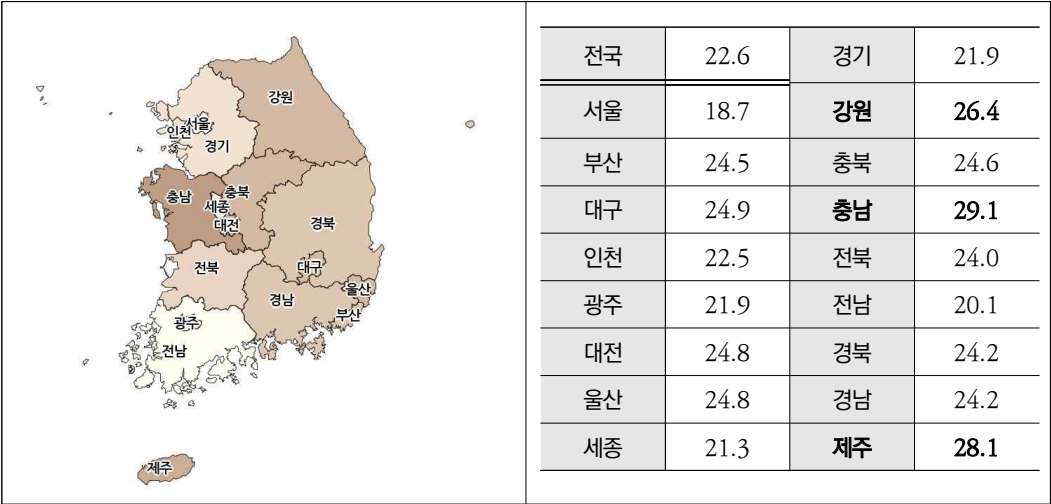 강원
서울
인천
경기
충북
충남
세종
대전
경북
전북
대구
울산
경남
부산
광주
전남
제주
전국 22.6 경기 21.9
서울 18.7 강원 26.4
부산 24.5 충북 24.6
대구 24.9 충남 29.1
인천 22.5 전북 24.0
광주 21.9 전남 20.1
대전 24.8 경북 24.2
울산 24.8 경남 24.2
세종 21.3 제주 28.1